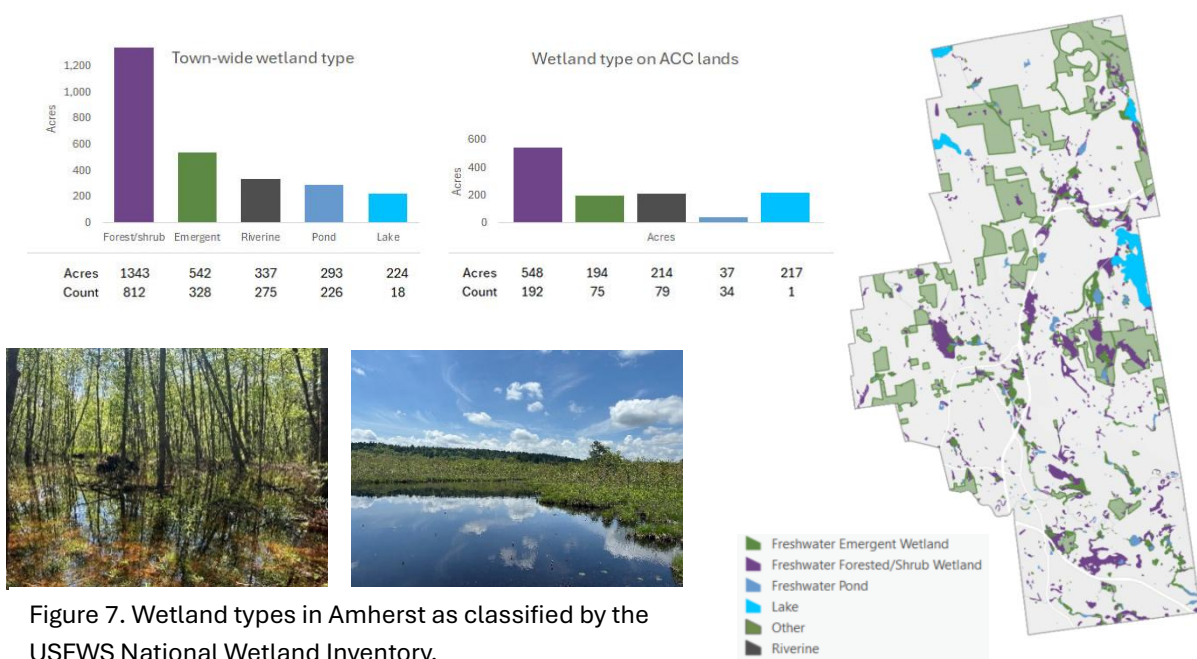 Town-wide wetland type
1,200
1,000
800
600
400
200
0
Acres
Forest/shrub Emergent Riverine Pond Lake
Acres 1343 542 337 293 224
Count 812 328 275 226 18
Wetland type on ACC lands
600
400
200
0
Acres
Acres
Acres 548 194 214 37 217
Count 192 75 79 34 1
Freshwater Emergent Wetland
Freshwater Forested/Shrub Wetland
Freshwater Pond
Lake
Other
Riverine
Figure 7. Wetland types in Amherst as classified by the
USFWS National Wetland Inventory.